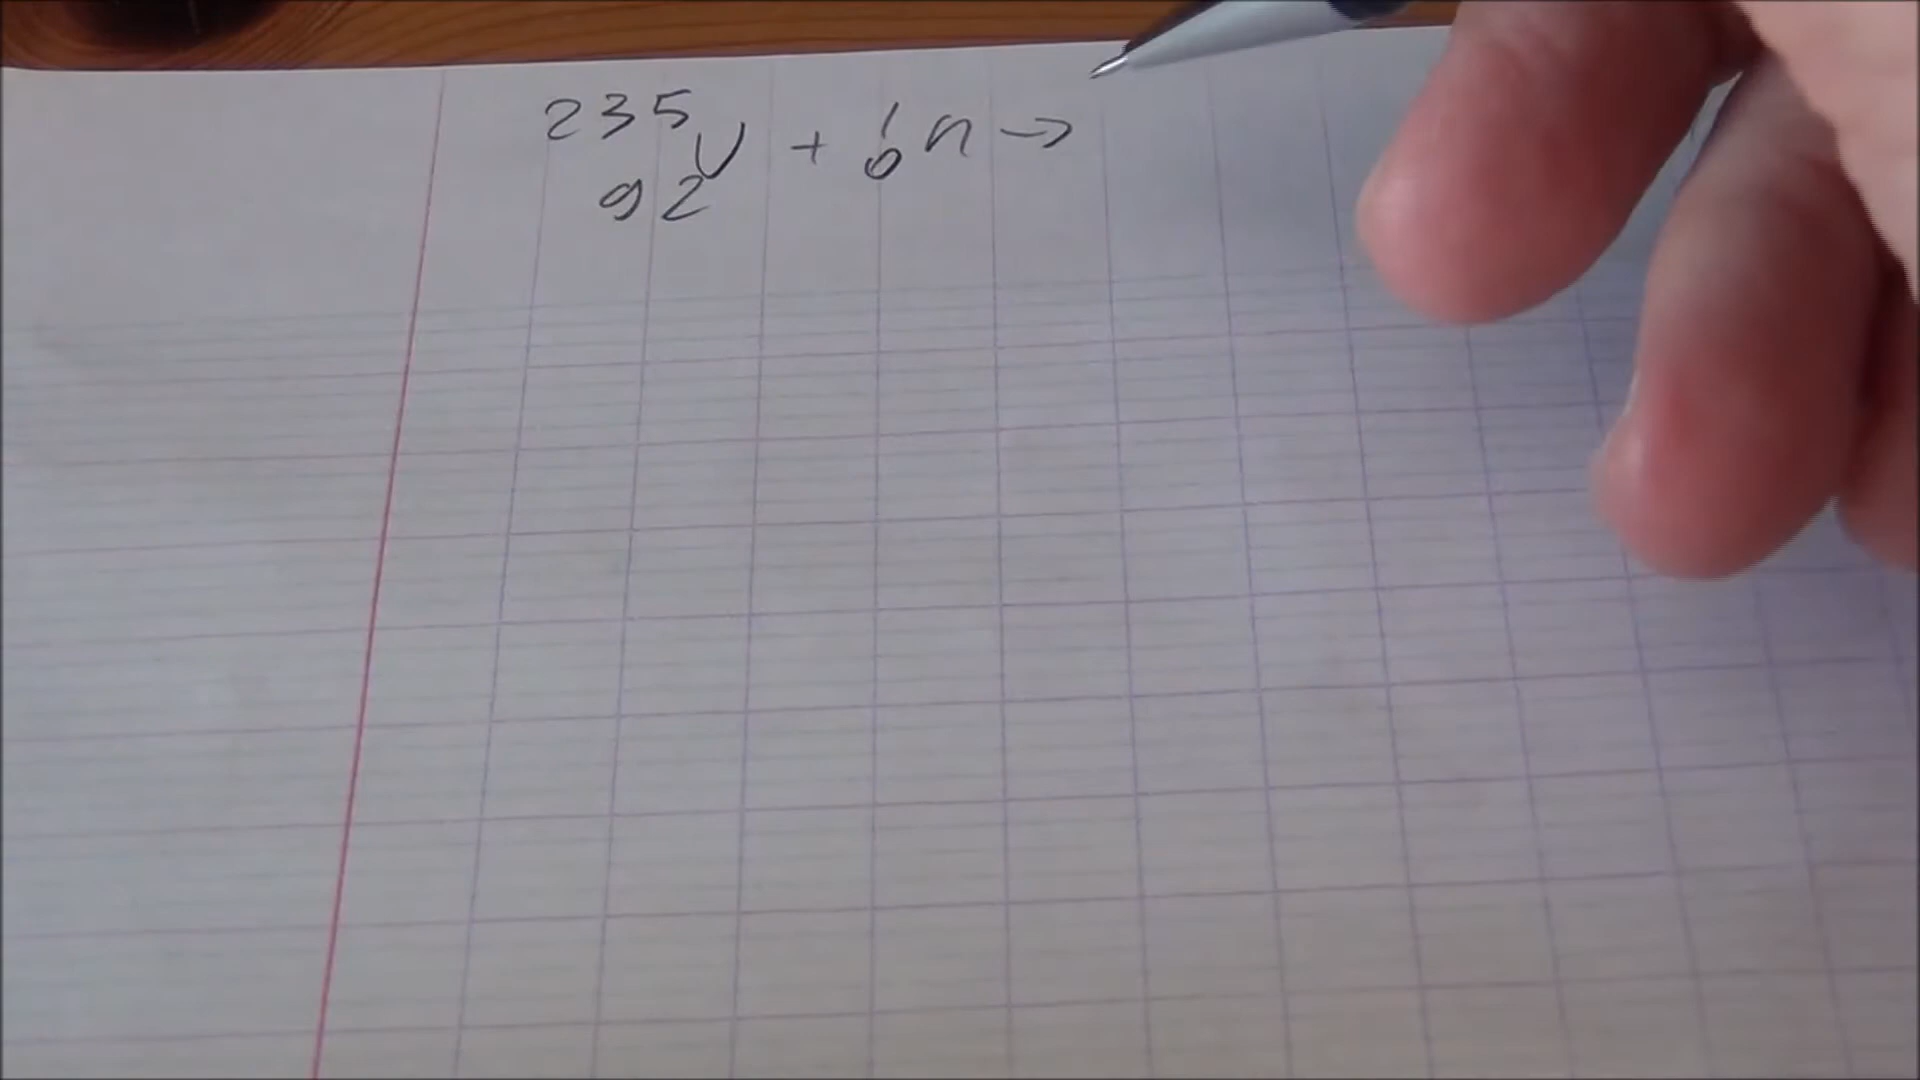 ²³⁵₉₂U + ¹₀n →